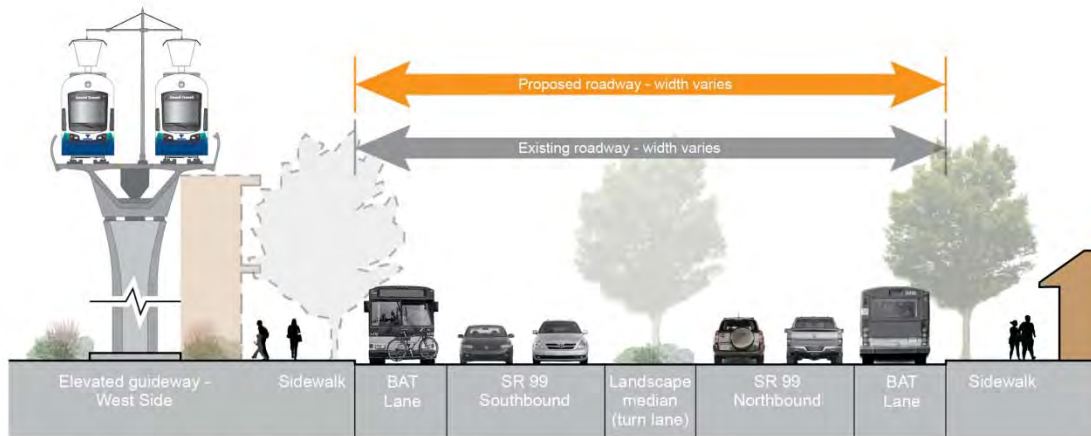 Proposed roadway - width varies
Existing roadway - width varies
Elevated guideway -
West Side
Sidewalk
BAT
Lane
SR 99
Southbound
Landscape
median
(turn lane)
SR 99
Northbound
BAT
Lane
Sidewalk